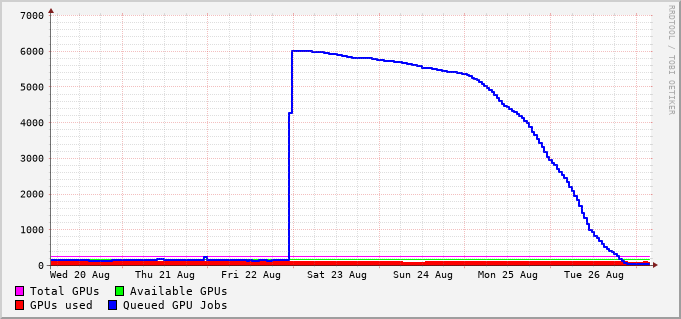 RRDTOOL / TOBI OETIKER
7000
6000
5000
4000
3000
2000
1000
0
Wed 20 Aug Thu 21 Aug Fri 22 Aug Sat 23 Aug Sun 24 Aug Mon 25 Aug Tue 26 Aug
Total GPUs Available GPUs
GPUs used Queued GPU Jobs